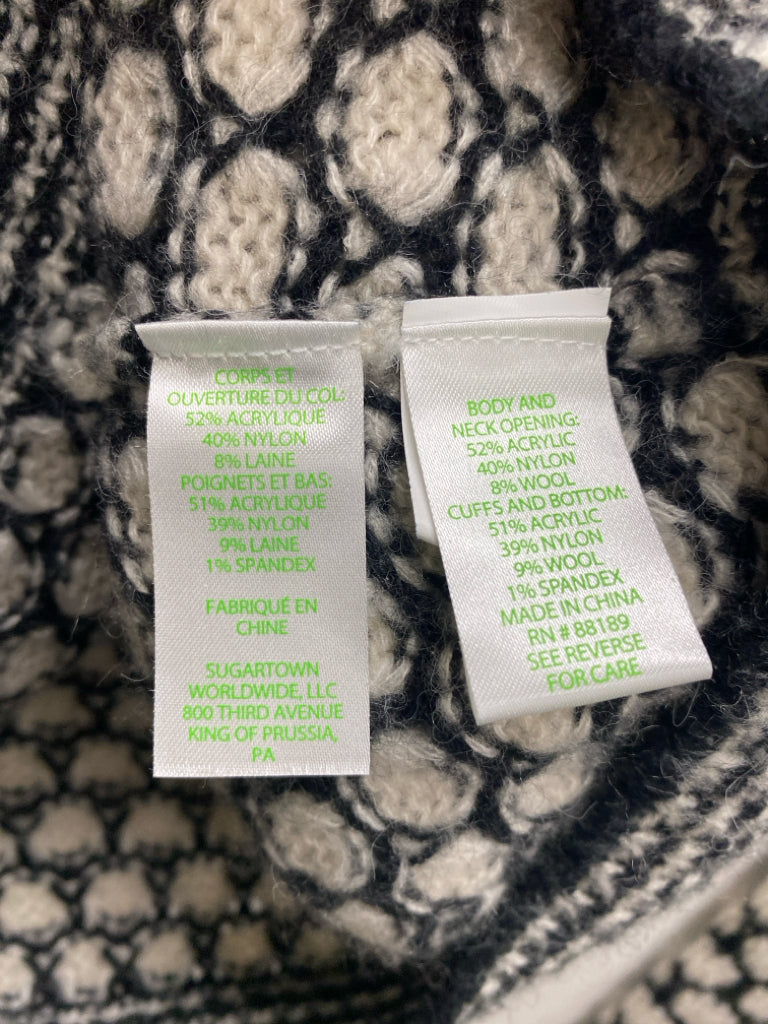 CORPS ET
OUVERTURE DU COL:
52% ACRYLIQUE
40% NYLON
8% LAINE
POIGNETS ET BAS:
51% ACRYLIQUE
39% NYLON
9% LAINE
1% SPANDEX
FABRIQUÉ EN
CHINE
SUGARTOWN
WORLDWIDE, LLC
800 THIRD AVENUE
KING OF PRUSSIA,
PA
BODY AND
NECK OPENING:
52% ACRYLIC
40% NYLON
8% WOOL
CUFFS AND BOTTOM:
51% ACRYLIC
39% NYLON
9% WOOL
1% SPANDEX
MADE IN CHINA
RN # 88189
SEE REVERSE
FOR CARE